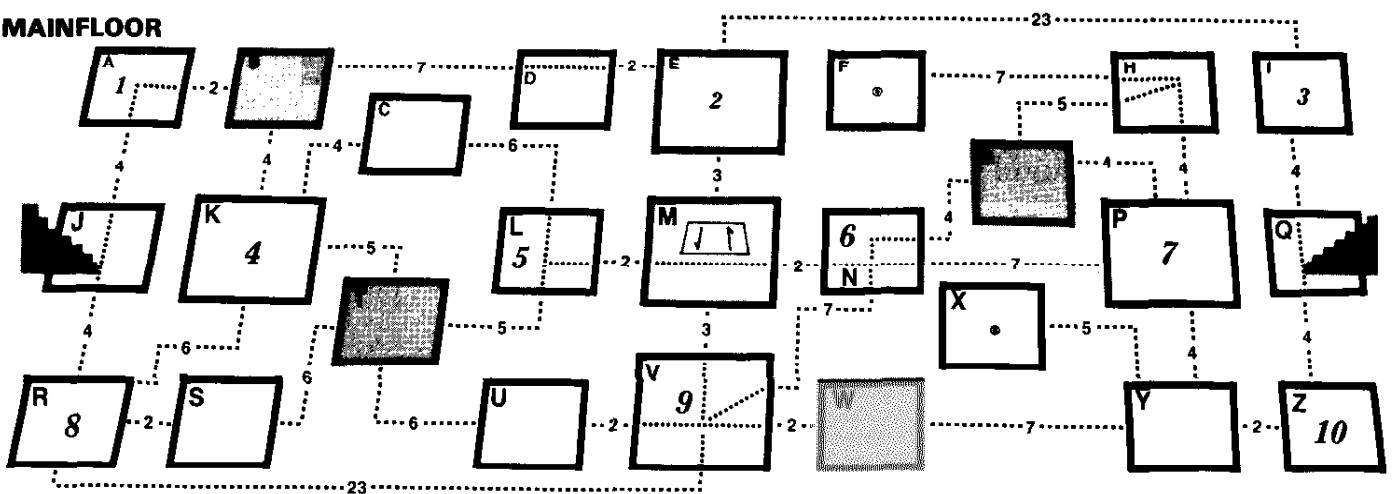 MAINFLOOR
23
A 1 2 7 D 2 E 2 F 7 H I 3
C 5
4 4 4 6 3 4 4 4
J K L M 6 4 P Q
4 5 5 2 2 N 7 7
X
4 6 6 5 3 7 5 4 4
R S U V W Y Z
8 2 6 2 9 2 7 2 10
23